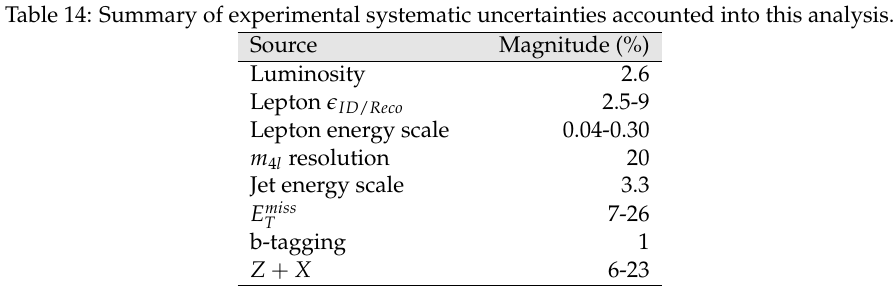 Table 14: Summary of experimental systematic uncertainties accounted into this analysis.
Source Magnitude (%)
Luminosity 2.6
Lepton ϵ_{ID/Reco} 2.5-9
Lepton energy scale 0.04-0.30
m_{4l} resolution 20
Jet energy scale 3.3
E_T^{miss} 7-26
b-tagging 1
Z + X 6-23